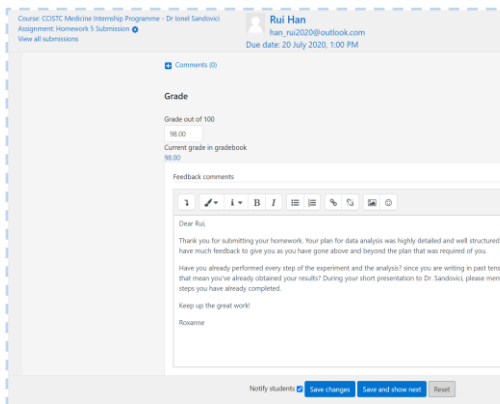 Course: CCISTC Medicine Internship Programme - Dr Ionel Sandovici
Assignment: Homework 5 Submission
View all submissions
Rui Han
han_rui2020@outlook.com
Due date: 20 July 2020, 1:00 PM
Comments (0)
Grade
Grade out of 100
98.00
Current grade in gradebook
98.00
Feedback comments
B I
Dear Rui,
Thank you for submitting your homework. Your plan for data analysis was highly detailed and well structured
have much feedback to give you as you have gone above and beyond the plan that was required of you.
Have you already performed every step of the experiment and the analysis? since you are writing in past tens
that mean you've already obtained your results? During your short presentation to Dr. Sandovici, please men
steps you have already completed.
Keep up the great work!
Roxanne
Notify students Save changes Save and show next Reset